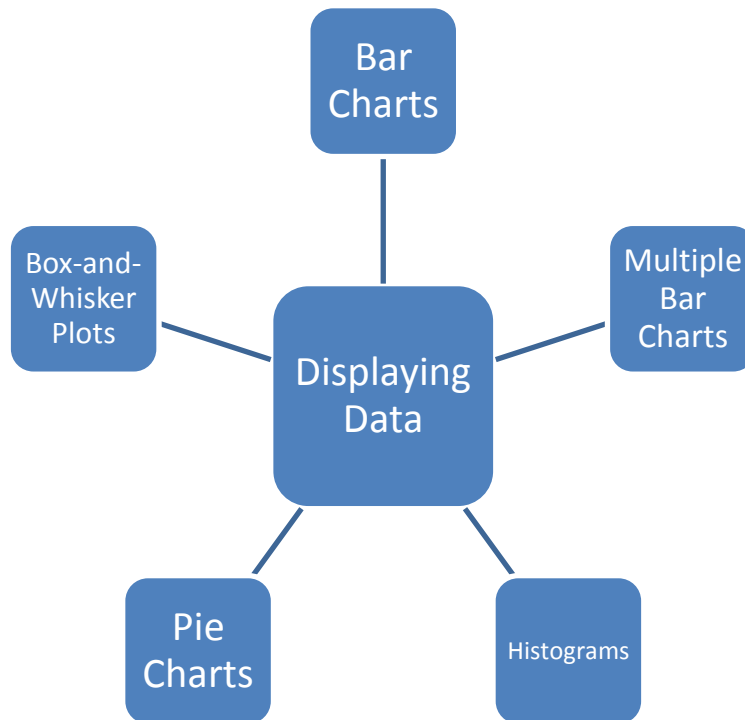 Bar
Charts
Box-and-
Whisker
Plots
Multiple
Bar
Charts
Displaying
Data
Pie
Charts
Histograms